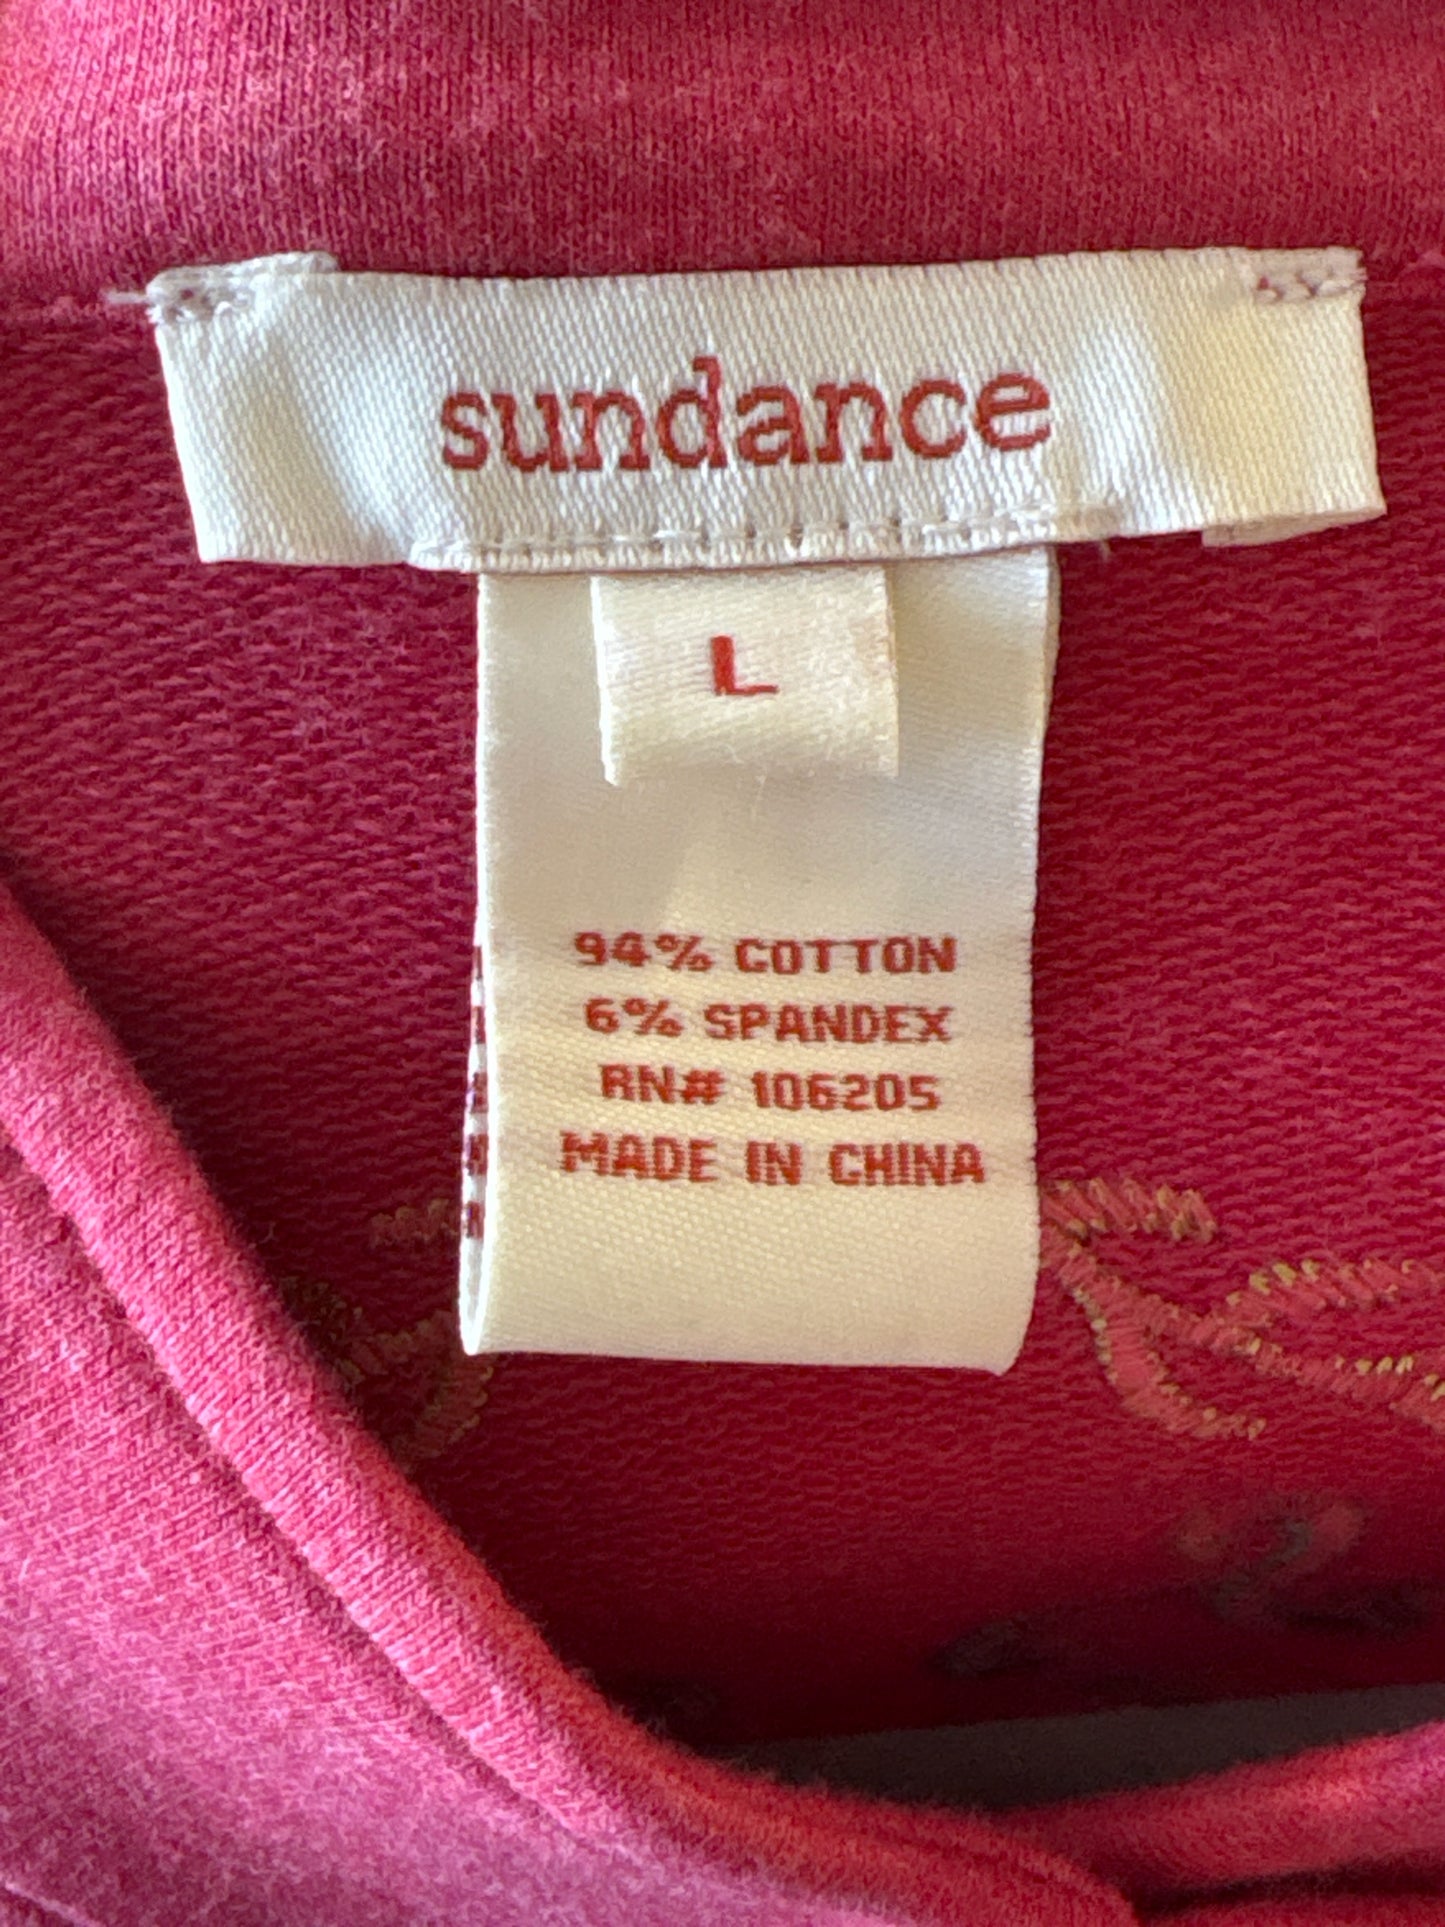 sundance
L
94% COTTON
6% SPANDEX
RN# 106205
MADE IN CHINA